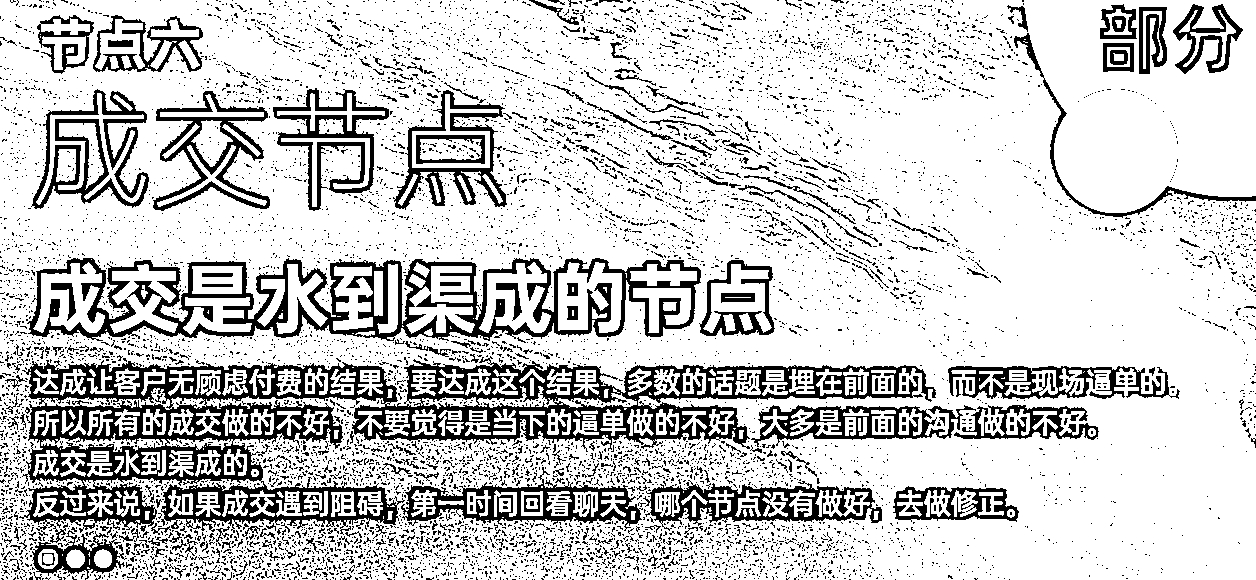 节点六
部分
成交节点
成交是水到渠成的节点
达成让客户无顾虑付费的结果，要达成这个结果，多数的话题是埋在前面的，而不是现场逼单的。
所以所有的成交做的不好，不要觉得是当下的逼单做的不好，大多是前面的沟通做的不好。
成交是水到渠成的。
反过来说，如果成交遇到阻碍，第一时间回看聊天，哪个节点没有做好，去做修正。